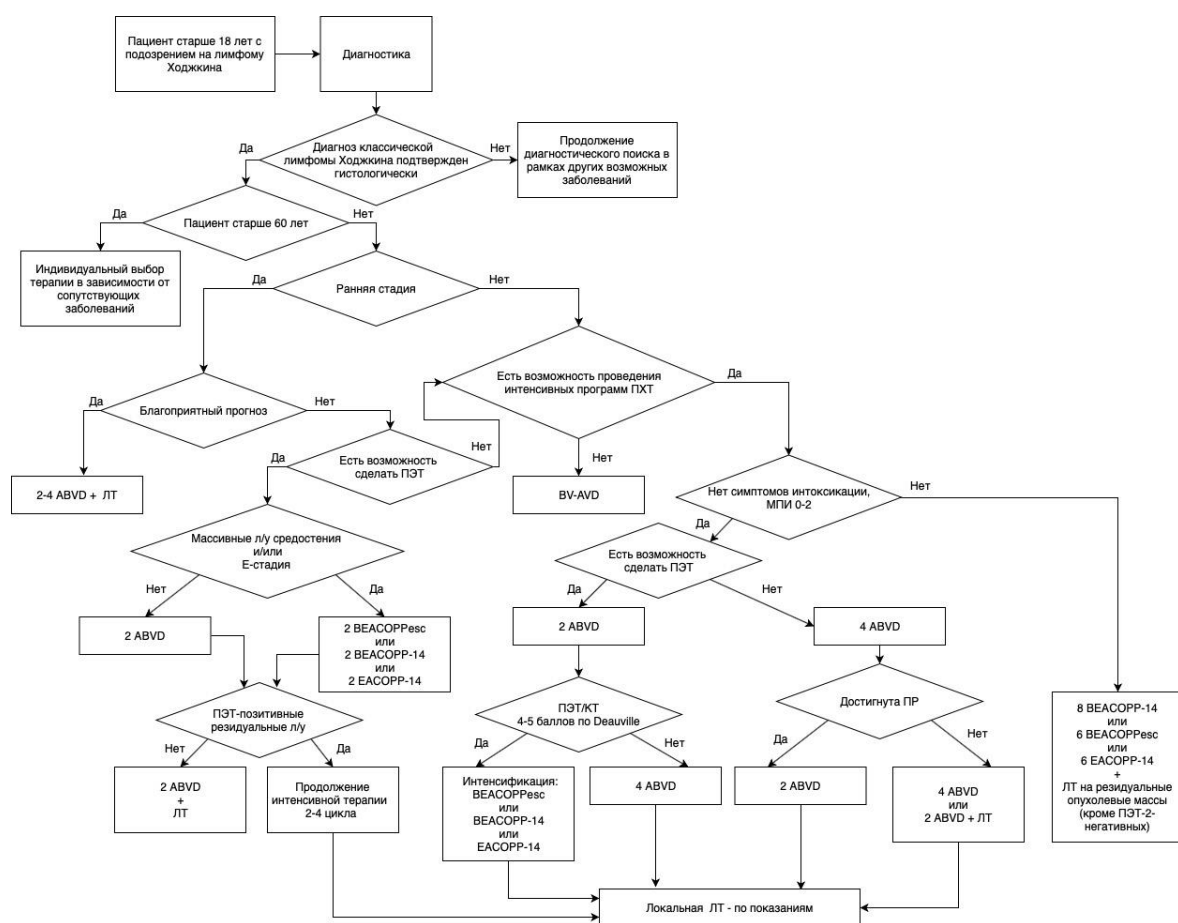 Пациент старше 18 лет с
подозрением на лимфому
Ходжкина
Диагностика
Диагноз классической
лимфомы Ходжкина подтвержден
гистологически
Да
Нет
Продолжение
диагностического поиска в
рамках других возможных
заболеваний
Пациент старше 60 лет
Да
Нет
Индивидуальный выбор
терапии в зависимости от
сопутствующих
заболеваний
Ранняя стадия
Да
Нет
Есть возможность проведения
интенсивных программ ПХТ
Да
Нет
Благоприятный прогноз
Да
Нет
2-4 ABVD + ЛТ
Есть возможность
сделать ПЭТ
Да
Нет
BV-AVD
Нет симптомов интоксикации,
МПИ 0-2
Да
Нет
Массивные л/у средостения
и/или
Е-стадия
Нет
Да
Есть возможность
сделать ПЭТ
Да
Нет
2 ABVD
2 BEACOPPesc
или
2 BEACOPP-14
или
2 EACOPP-14
2 ABVD
4 ABVD
ПЭТ-позитивные
резидуальные л/у
Нет
Да
ПЭТ/КТ
4-5 баллов по Deauville
Да
Нет
Достигнута ПР
Да
Нет
8 BEACOPP-14
или
6 BEACOPPesc
или
6 EACOPP-14
+
ЛТ на резидуальные
опухолевые массы
(кроме ПЭТ-2-
негативных)
2 ABVD
+
ЛТ
Продолжение
интенсивной терапии
2-4 цикла
Интенсификация:
BEACOPPesc
или
BEACOPP-14
или
EACOPP-14
4 ABVD
2 ABVD
4 ABVD
или
2 ABVD + ЛТ
Локальная ЛТ - по показаниям